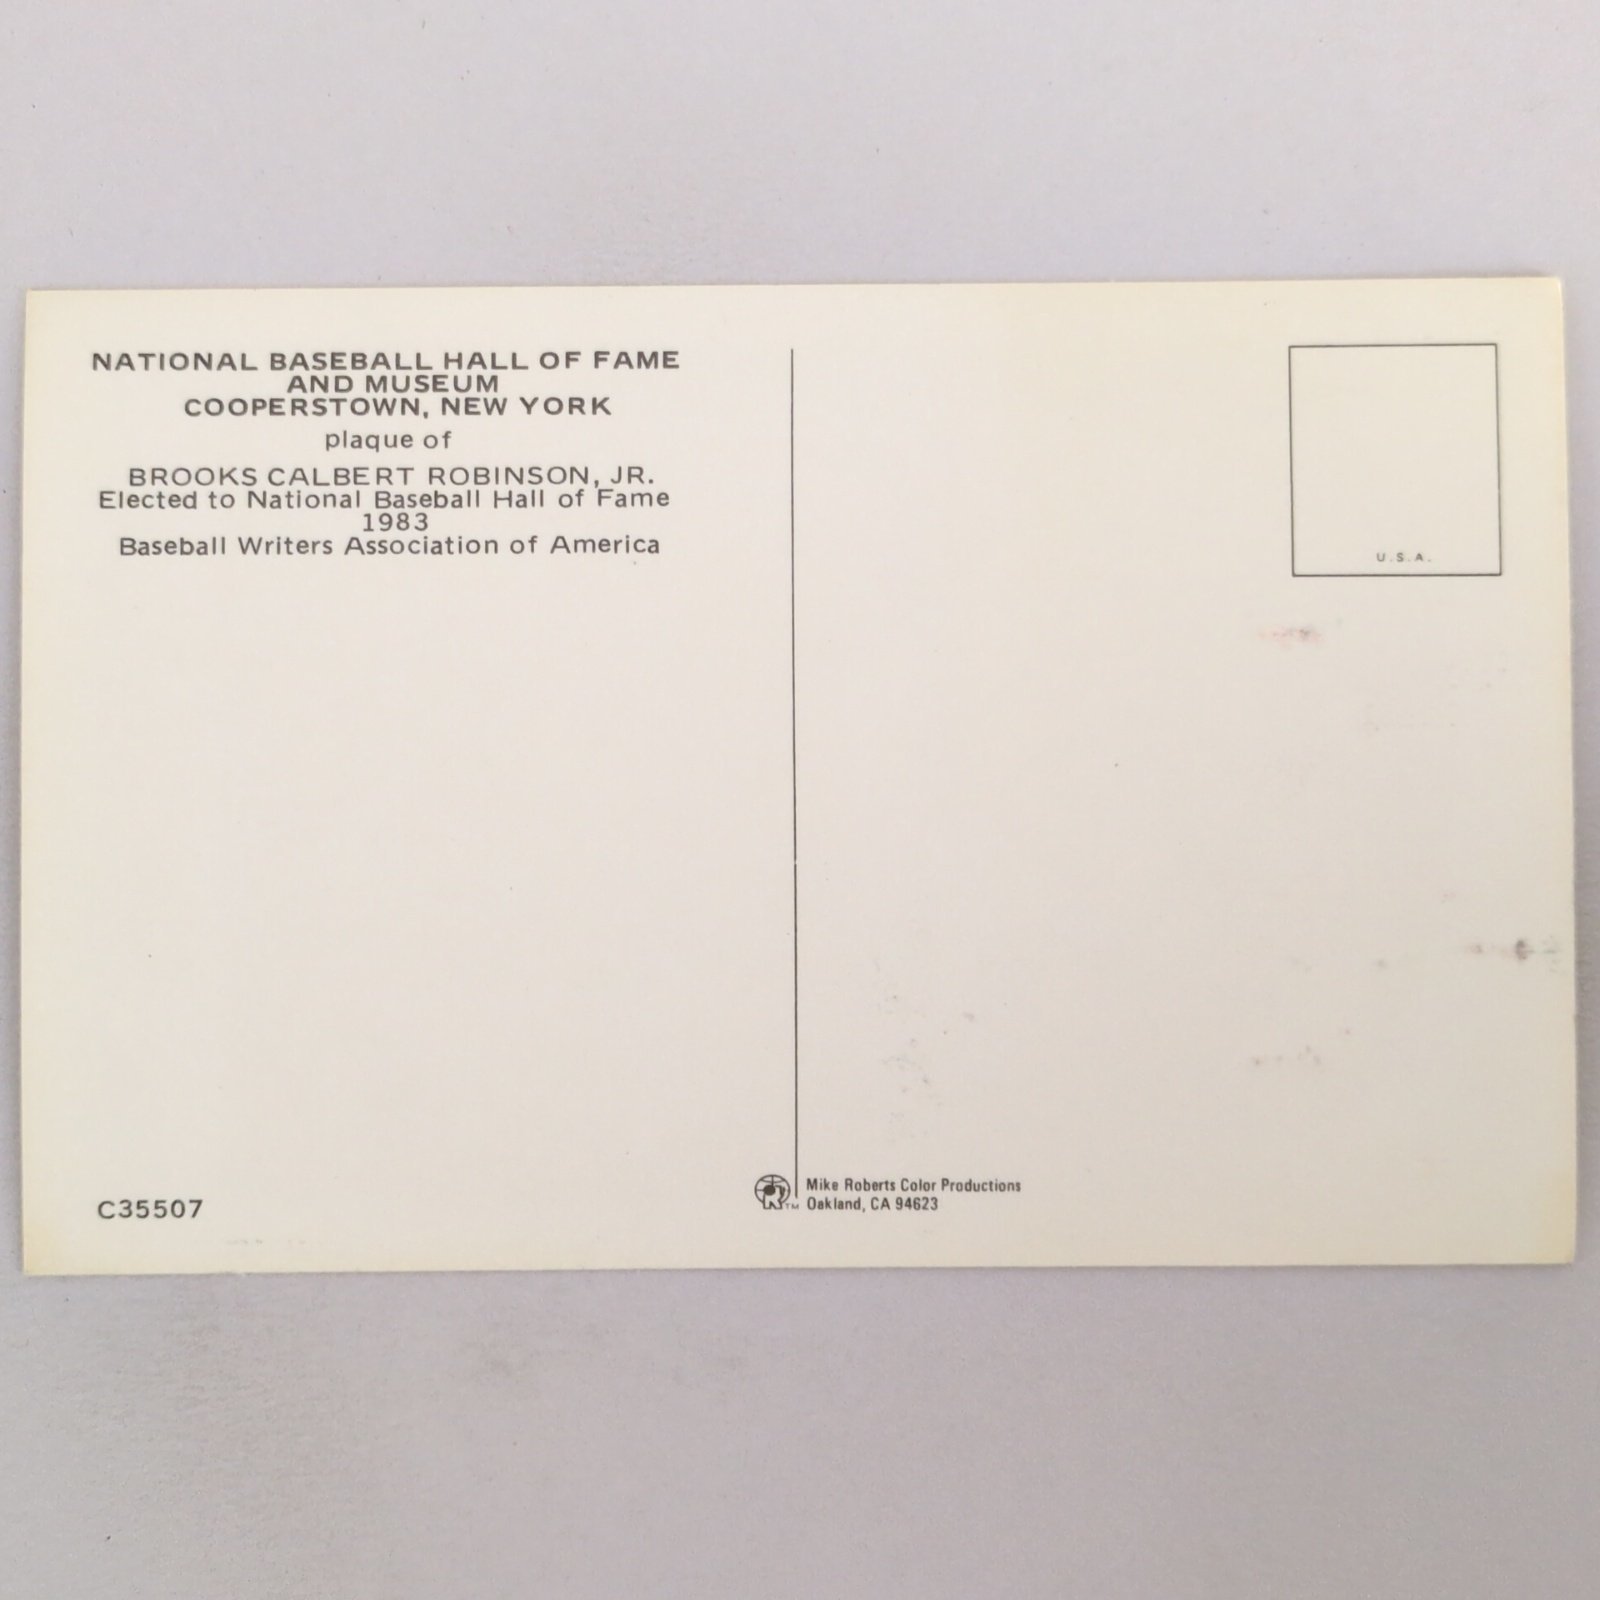 NATIONAL BASEBALL HALL OF FAME
AND MUSEUM
COOPERSTOWN, NEW YORK
plaque of
BROOKS CALBERT ROBINSON, JR.
Elected to National Baseball Hall of Fame
1983
Baseball Writers Association of America
U.S.A.
C35507
TM
Mike Roberts Color Productions
Oakland, CA 94623